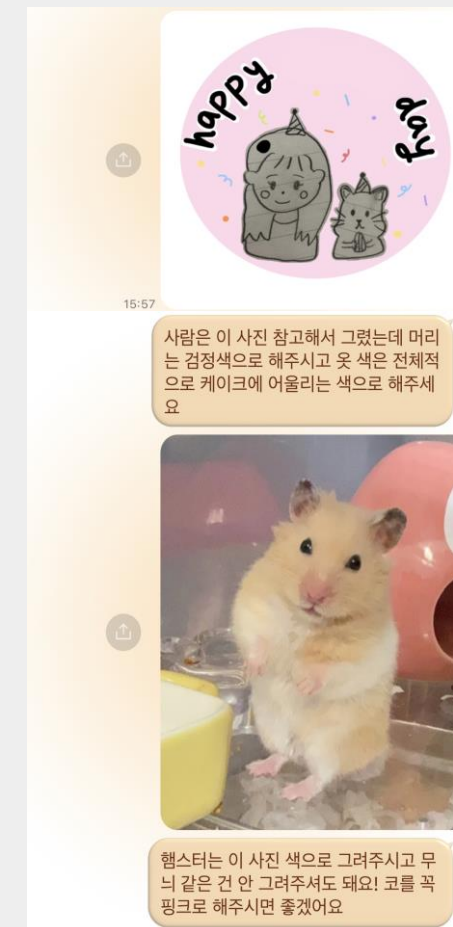 happy
day
15:57
사람은 이 사진 참고해서 그렸는데 머리
는 검정색으로 해주시고 옷 색은 전체적
으로 케이크에 어울리는 색으로 해주세
요
햄스터는 이 사진 색으로 그려주시고 무
늬 같은 건 안 그려주셔도 돼요! 코를 꼭
핑크로 해주시면 좋겠어요